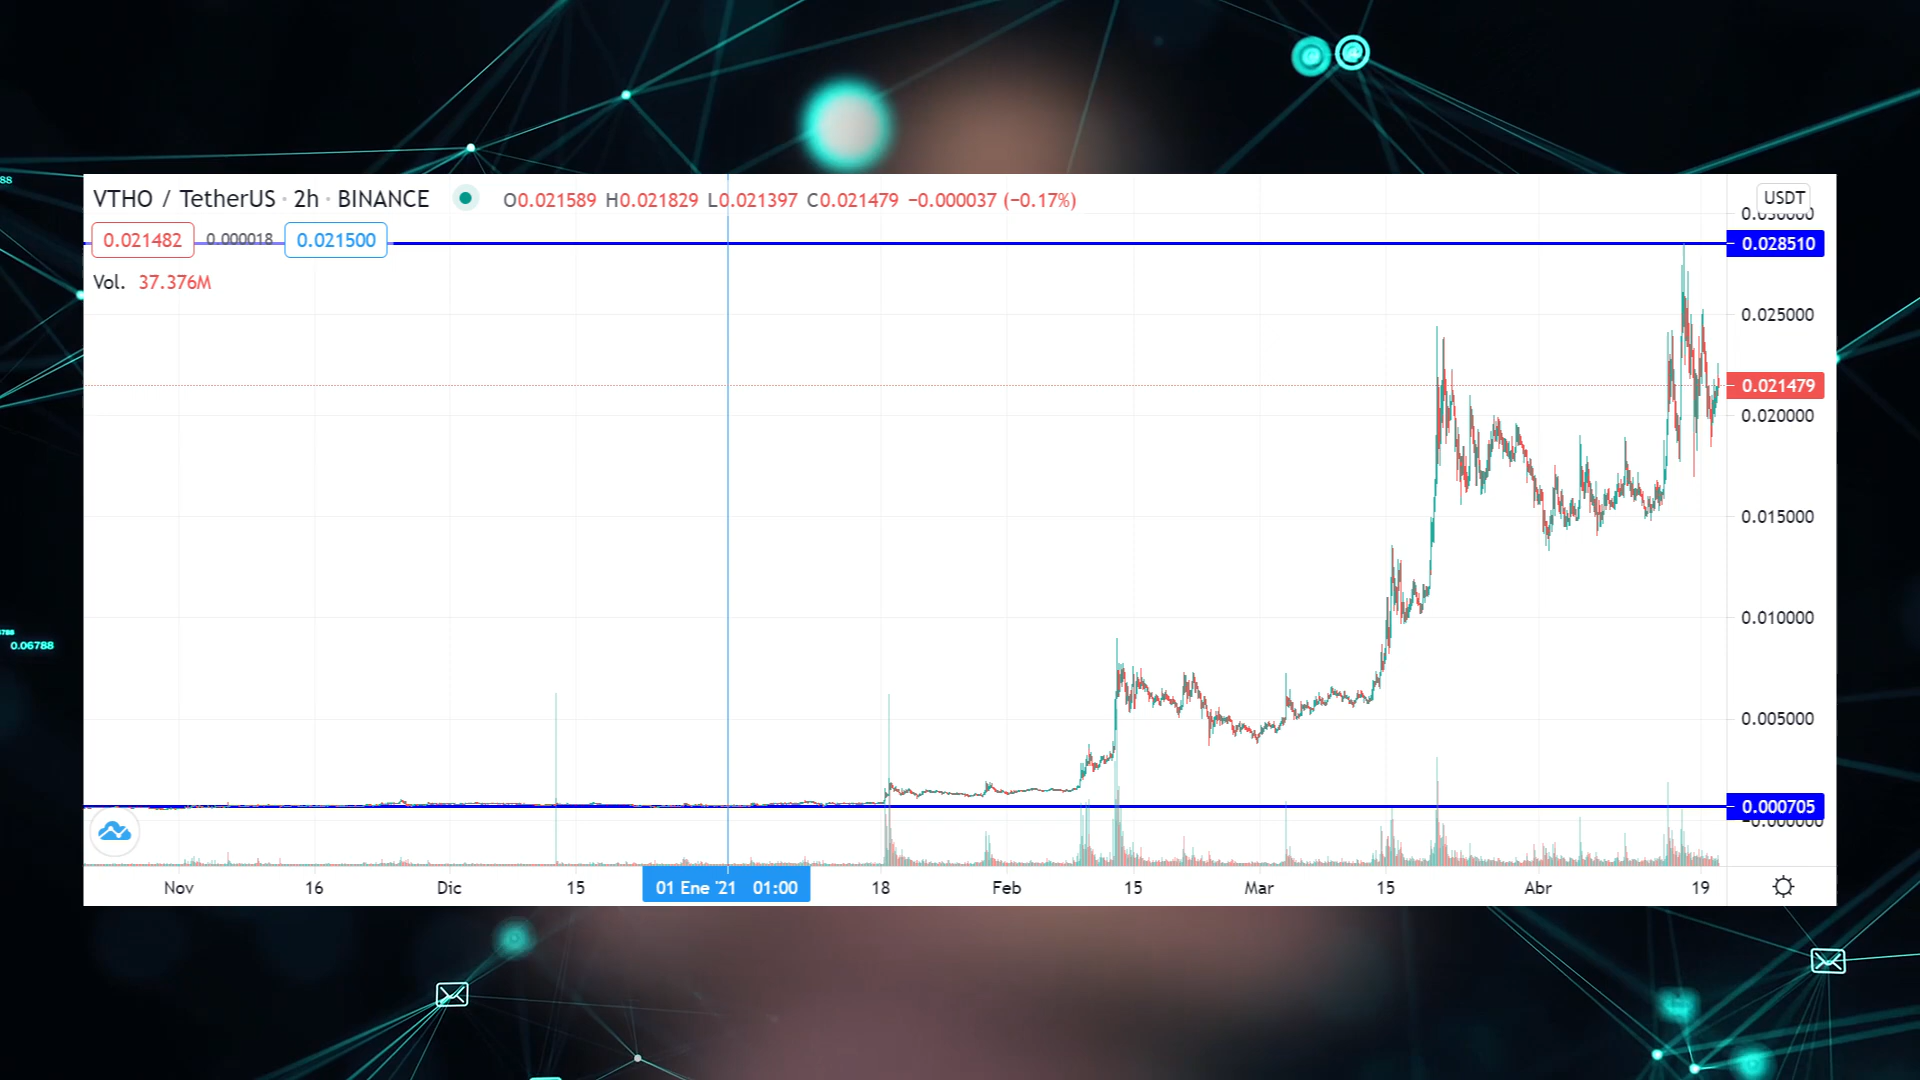 VTHO / TetherUS · 2h · BINANCE O0.021589 H0.021829 L0.021397 C0.021479 −0.000037 (−0.17%)
USDT
0.021482 0.000018 0.021500
0.028510
Vol. 37.376M
0.025000
0.021479
0.020000
0.015000
0.010000
0.06788
0.005000
0.000705
Nov 16 Dic 15 01 Ene '21 01:00 18 Feb 15 Mar 15 Abr 19